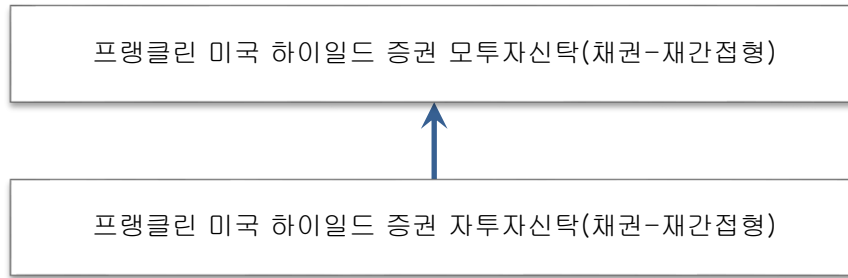 프랭클린 미국 하이일드 증권 모투자신탁(채권-재간접형)
프랭클린 미국 하이일드 증권 자투자신탁(채권-재간접형)